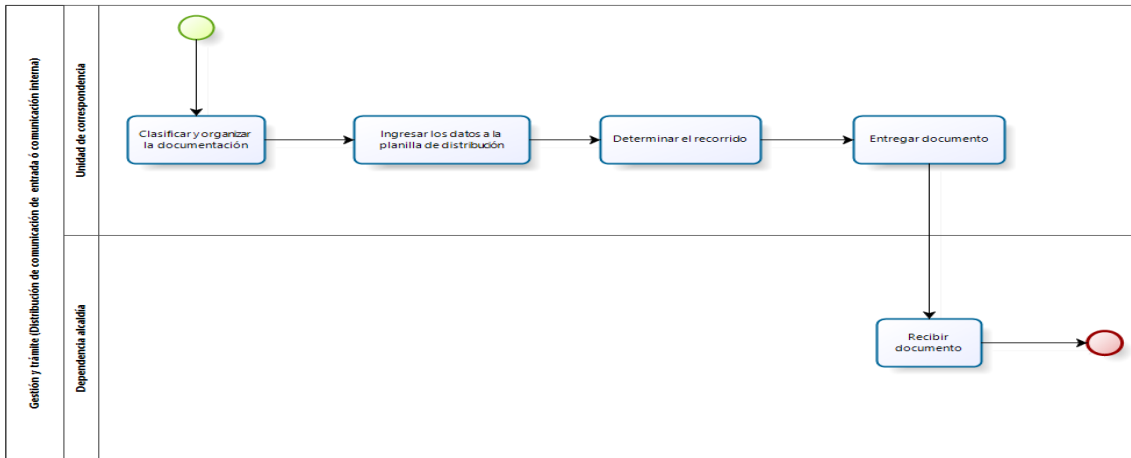 Gestión y trámite (Distribución de comunicación de entrada ó comunicación interna)
Unidad de correspondencia
Clasificar y organizar
la documentación
Ingresar los datos a la
planilla de distribución
Determinar el recorrido
Entregar documento
Dependencia alcaldía
Recibir
documento